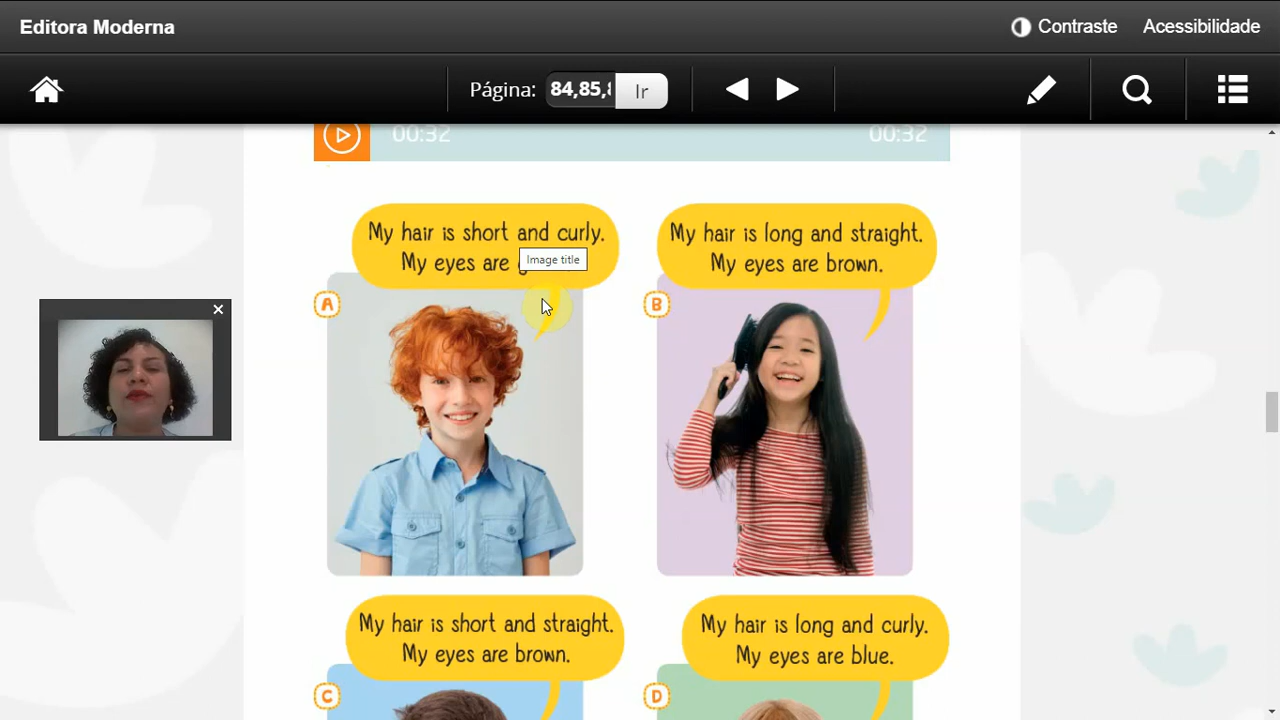 Editora Moderna
Contraste
Acessibilidade
Página:
84,85,
Ir
00:32
00:32
My hair is short and curly.
My eyes are
Image title
My hair is long and straight.
My eyes are brown.
A
B
My hair is short and straight.
My eyes are brown.
My hair is long and curly.
My eyes are blue.
C
D